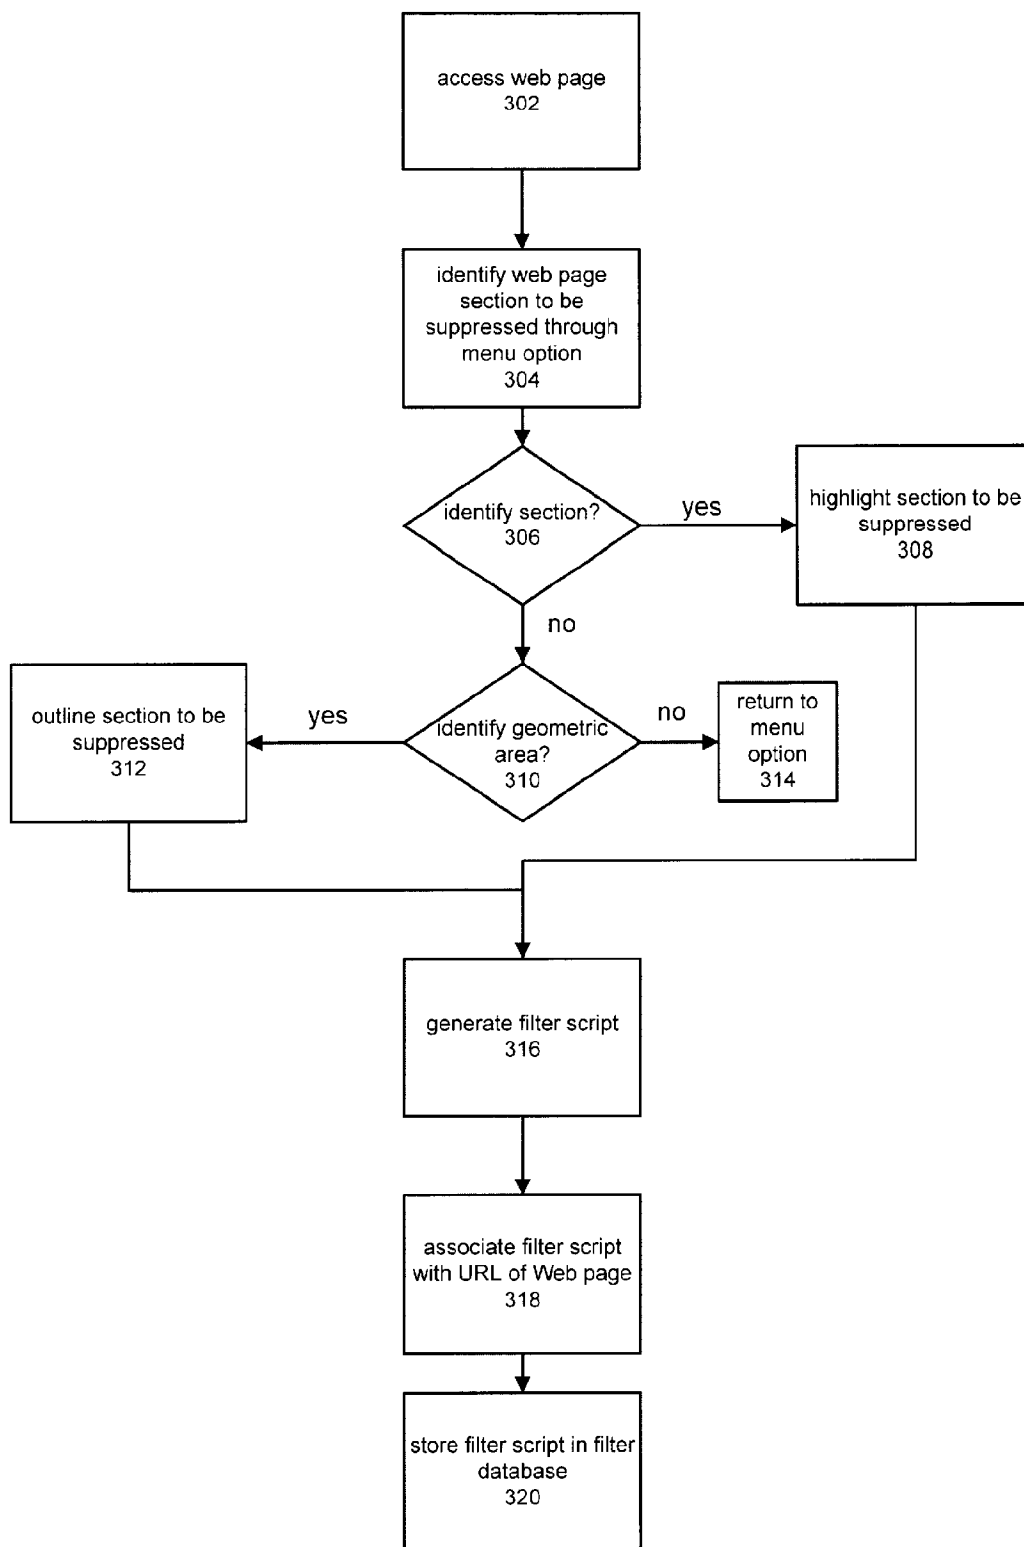 access web page
302
identify web page
section to be
suppressed through
menu option
304
identify section?
306
yes
highlight section to be
suppressed
308
no
outline section to be
suppressed
312
yes
identify geometric
area?
310
no
return to
menu
option
314
generate filter script
316
associate filter script
with URL of Web page
318
store filter script in filter
database
320